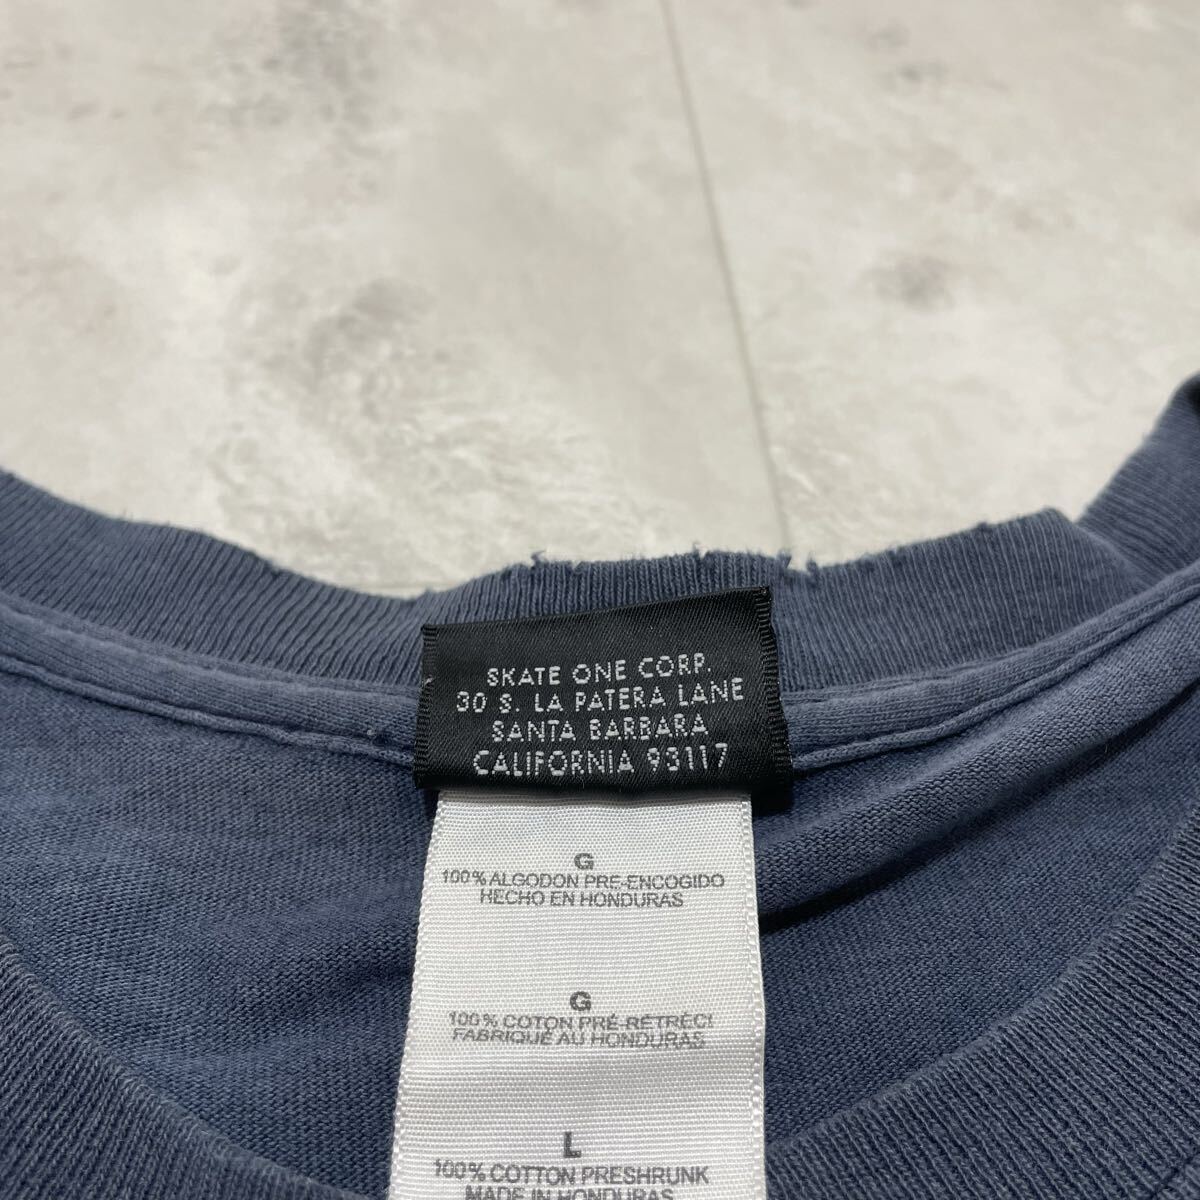 SKATE ONE CORP.
30 S. LA PATERA LANE
SANTA BARBARA
CALIFORNIA 93117
G
100% ALGODON PRE-ENCOGIDO
HECHO EN HONDURAS
G
100% COTON PRÉ-RÉTRÉCI
FABRIQUÉ AU HONDURAS
L
100% COTTON PRESHRUNK
MADE IN HONDURAS